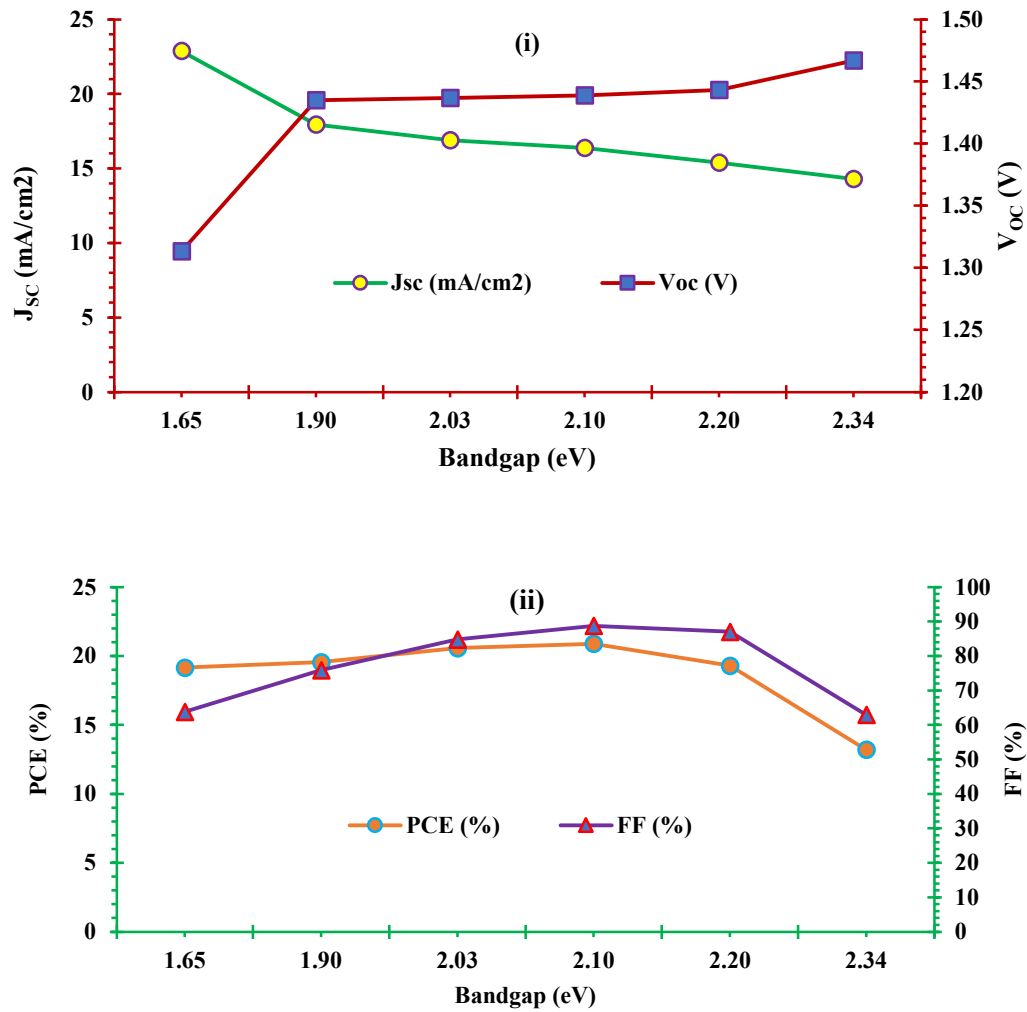 (i)
25
20
15
10
5
0
J_SC (mA/cm2)
1.50
1.45
1.40
1.35
1.30
1.25
1.20
V_OC (V)
Jsc (mA/cm2) Voc (V)
1.65 1.90 2.03 2.10 2.20 2.34
Bandgap (eV)
(ii)
25
20
15
10
5
0
PCE (%)
100
90
80
70
60
50
40
30
20
10
0
FF (%)
PCE (%) FF (%)
1.65 1.90 2.03 2.10 2.20 2.34
Bandgap (eV)